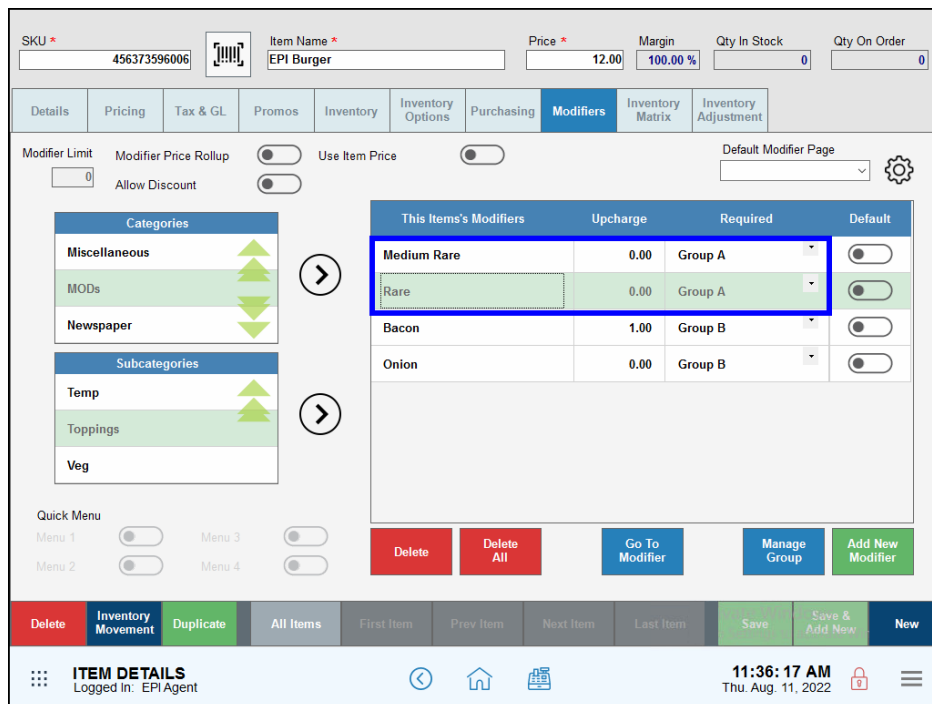 SKU *
Item Name *
Price *
Margin
Qty In Stock
Qty On Order
456373596006
EPI Burger
12.00
100.00 %
0
0
Details
Pricing
Tax & GL
Promos
Inventory
Inventory
Options
Purchasing
Modifiers
Inventory
Matrix
Inventory
Adjustment
Modifier Limit
0
Modifier Price Rollup
Use Item Price
Allow Discount
Default Modifier Page
Categories
Miscellaneous
MODs
Newspaper
Subcategories
Temp
Toppings
Veg
This Items's Modifiers
Upcharge
Required
Default
Medium Rare
0.00
Group A
Rare
0.00
Group A
Bacon
1.00
Group B
Onion
0.00
Group B
Quick Menu
Menu 1
Menu 3
Menu 2
Menu 4
Delete
Delete
All
Go To
Modifier
Manage
Group
Add New
Modifier
Delete
Inventory
Movement
Duplicate
All Items
First Item
Prev Item
Next Item
Last Item
Save
Save &
Add New
New
ITEM DETAILS
Logged In: EPI Agent
11:36:17 AM
Thu. Aug. 11, 2022